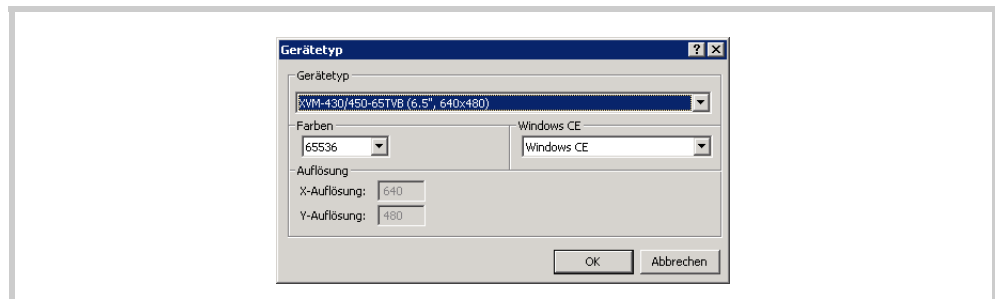 Gerätetyp
Gerätetyp
XVM-430/450-65TVB (6.5", 640x480)
Farben Windows CE
65536 Windows CE
Auflösung
X-Auflösung: 640
Y-Auflösung: 480
OK Abbrechen